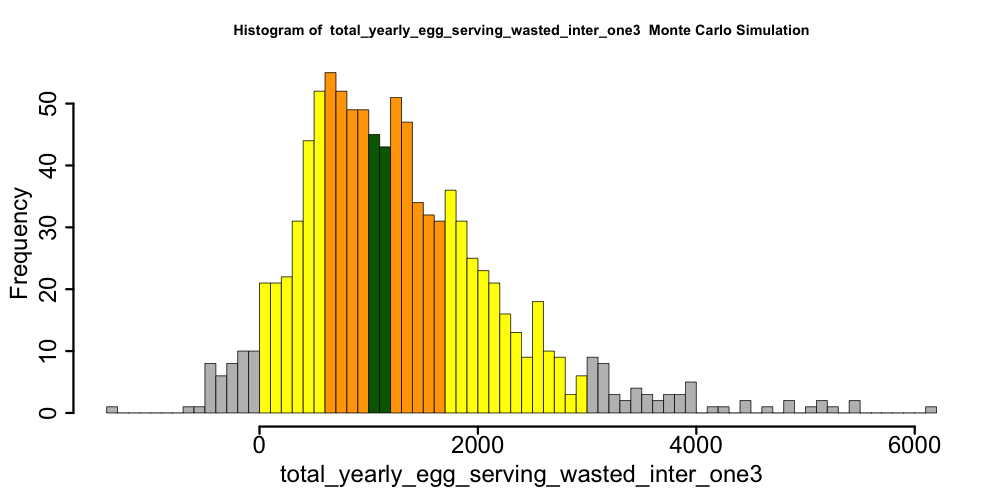 Histogram of  total_yearly_egg_serving_wasted_inter_one3  Monte Carlo Simulation
Frequency
50
40
30
20
10
0
0 2000 4000 6000
total_yearly_egg_serving_wasted_inter_one3